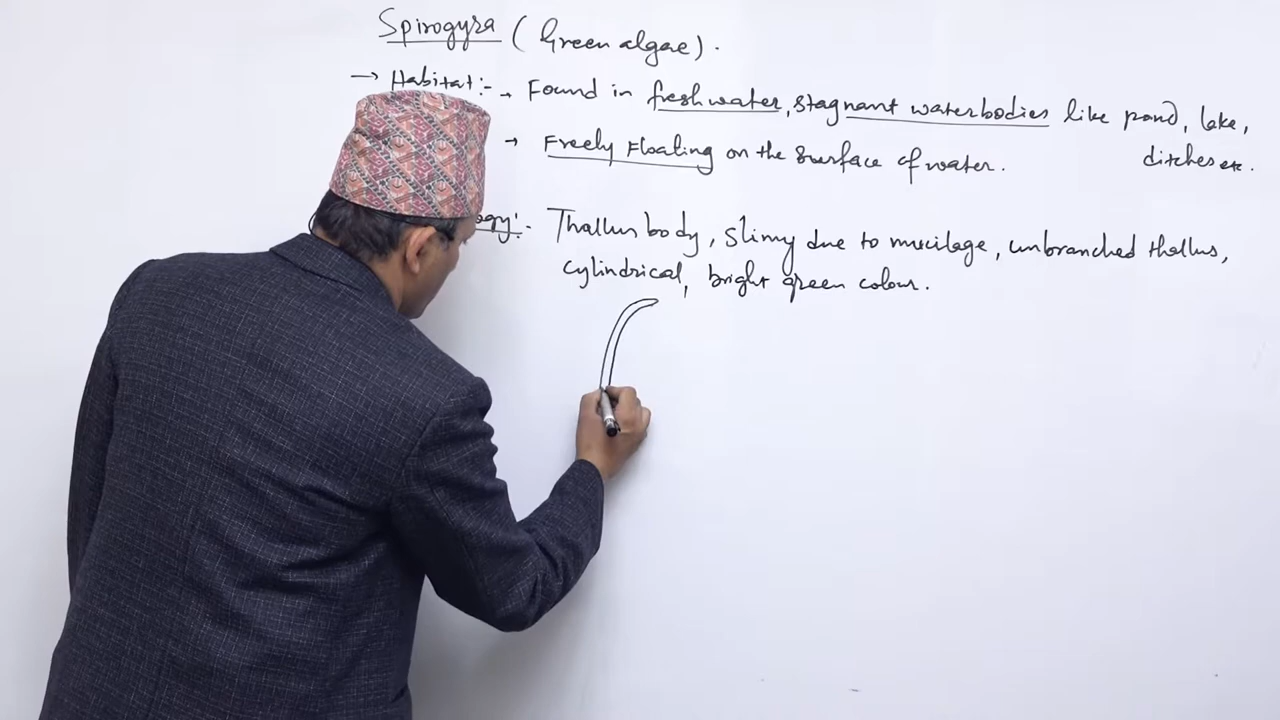 Spirogyra (Green algae).
→ Habitat:- → Found in freshwater, stagnant waterbodies like pond, lake, ditches etc.
→ Freely Floating on the surface of water.
ogy:- Thallus body, slimy due to mucilage, unbranched thallus,
cylindrical, bright green colour.